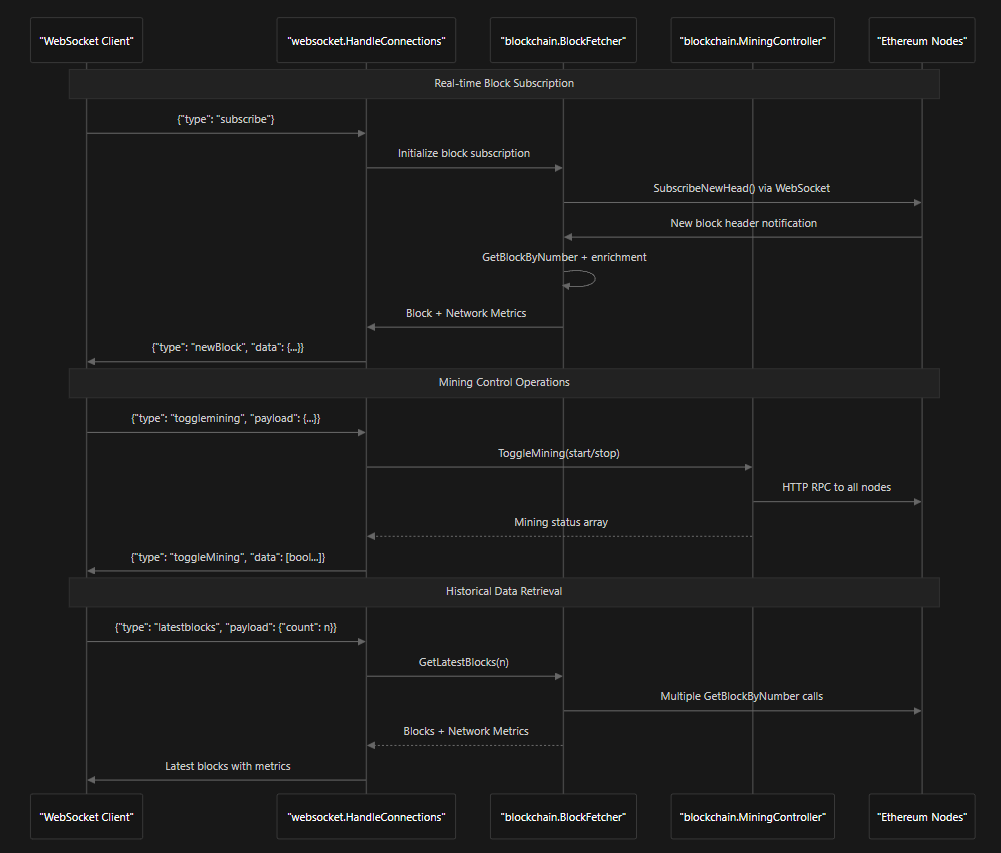 "WebSocket Client"
"websocket.HandleConnections"
"blockchain.BlockFetcher"
"blockchain.MiningController"
"Ethereum Nodes"
Real-time Block Subscription
{"type": "subscribe"}
Initialize block subscription
SubscribeNewHead() via WebSocket
New block header notification
GetBlockByNumber + enrichment
Block + Network Metrics
{"type": "newBlock", "data": {...}}
Mining Control Operations
{"type": "togglemining", "payload": {...}}
ToggleMining(start/stop)
HTTP RPC to all nodes
Mining status array
{"type": "toggleMining", "data": [bool...]}
Historical Data Retrieval
{"type": "latestblocks", "payload": {"count": n}}
GetLatestBlocks(n)
Multiple GetBlockByNumber calls
Blocks + Network Metrics
Latest blocks with metrics
"WebSocket Client"
"websocket.HandleConnections"
"blockchain.BlockFetcher"
"blockchain.MiningController"
"Ethereum Nodes"